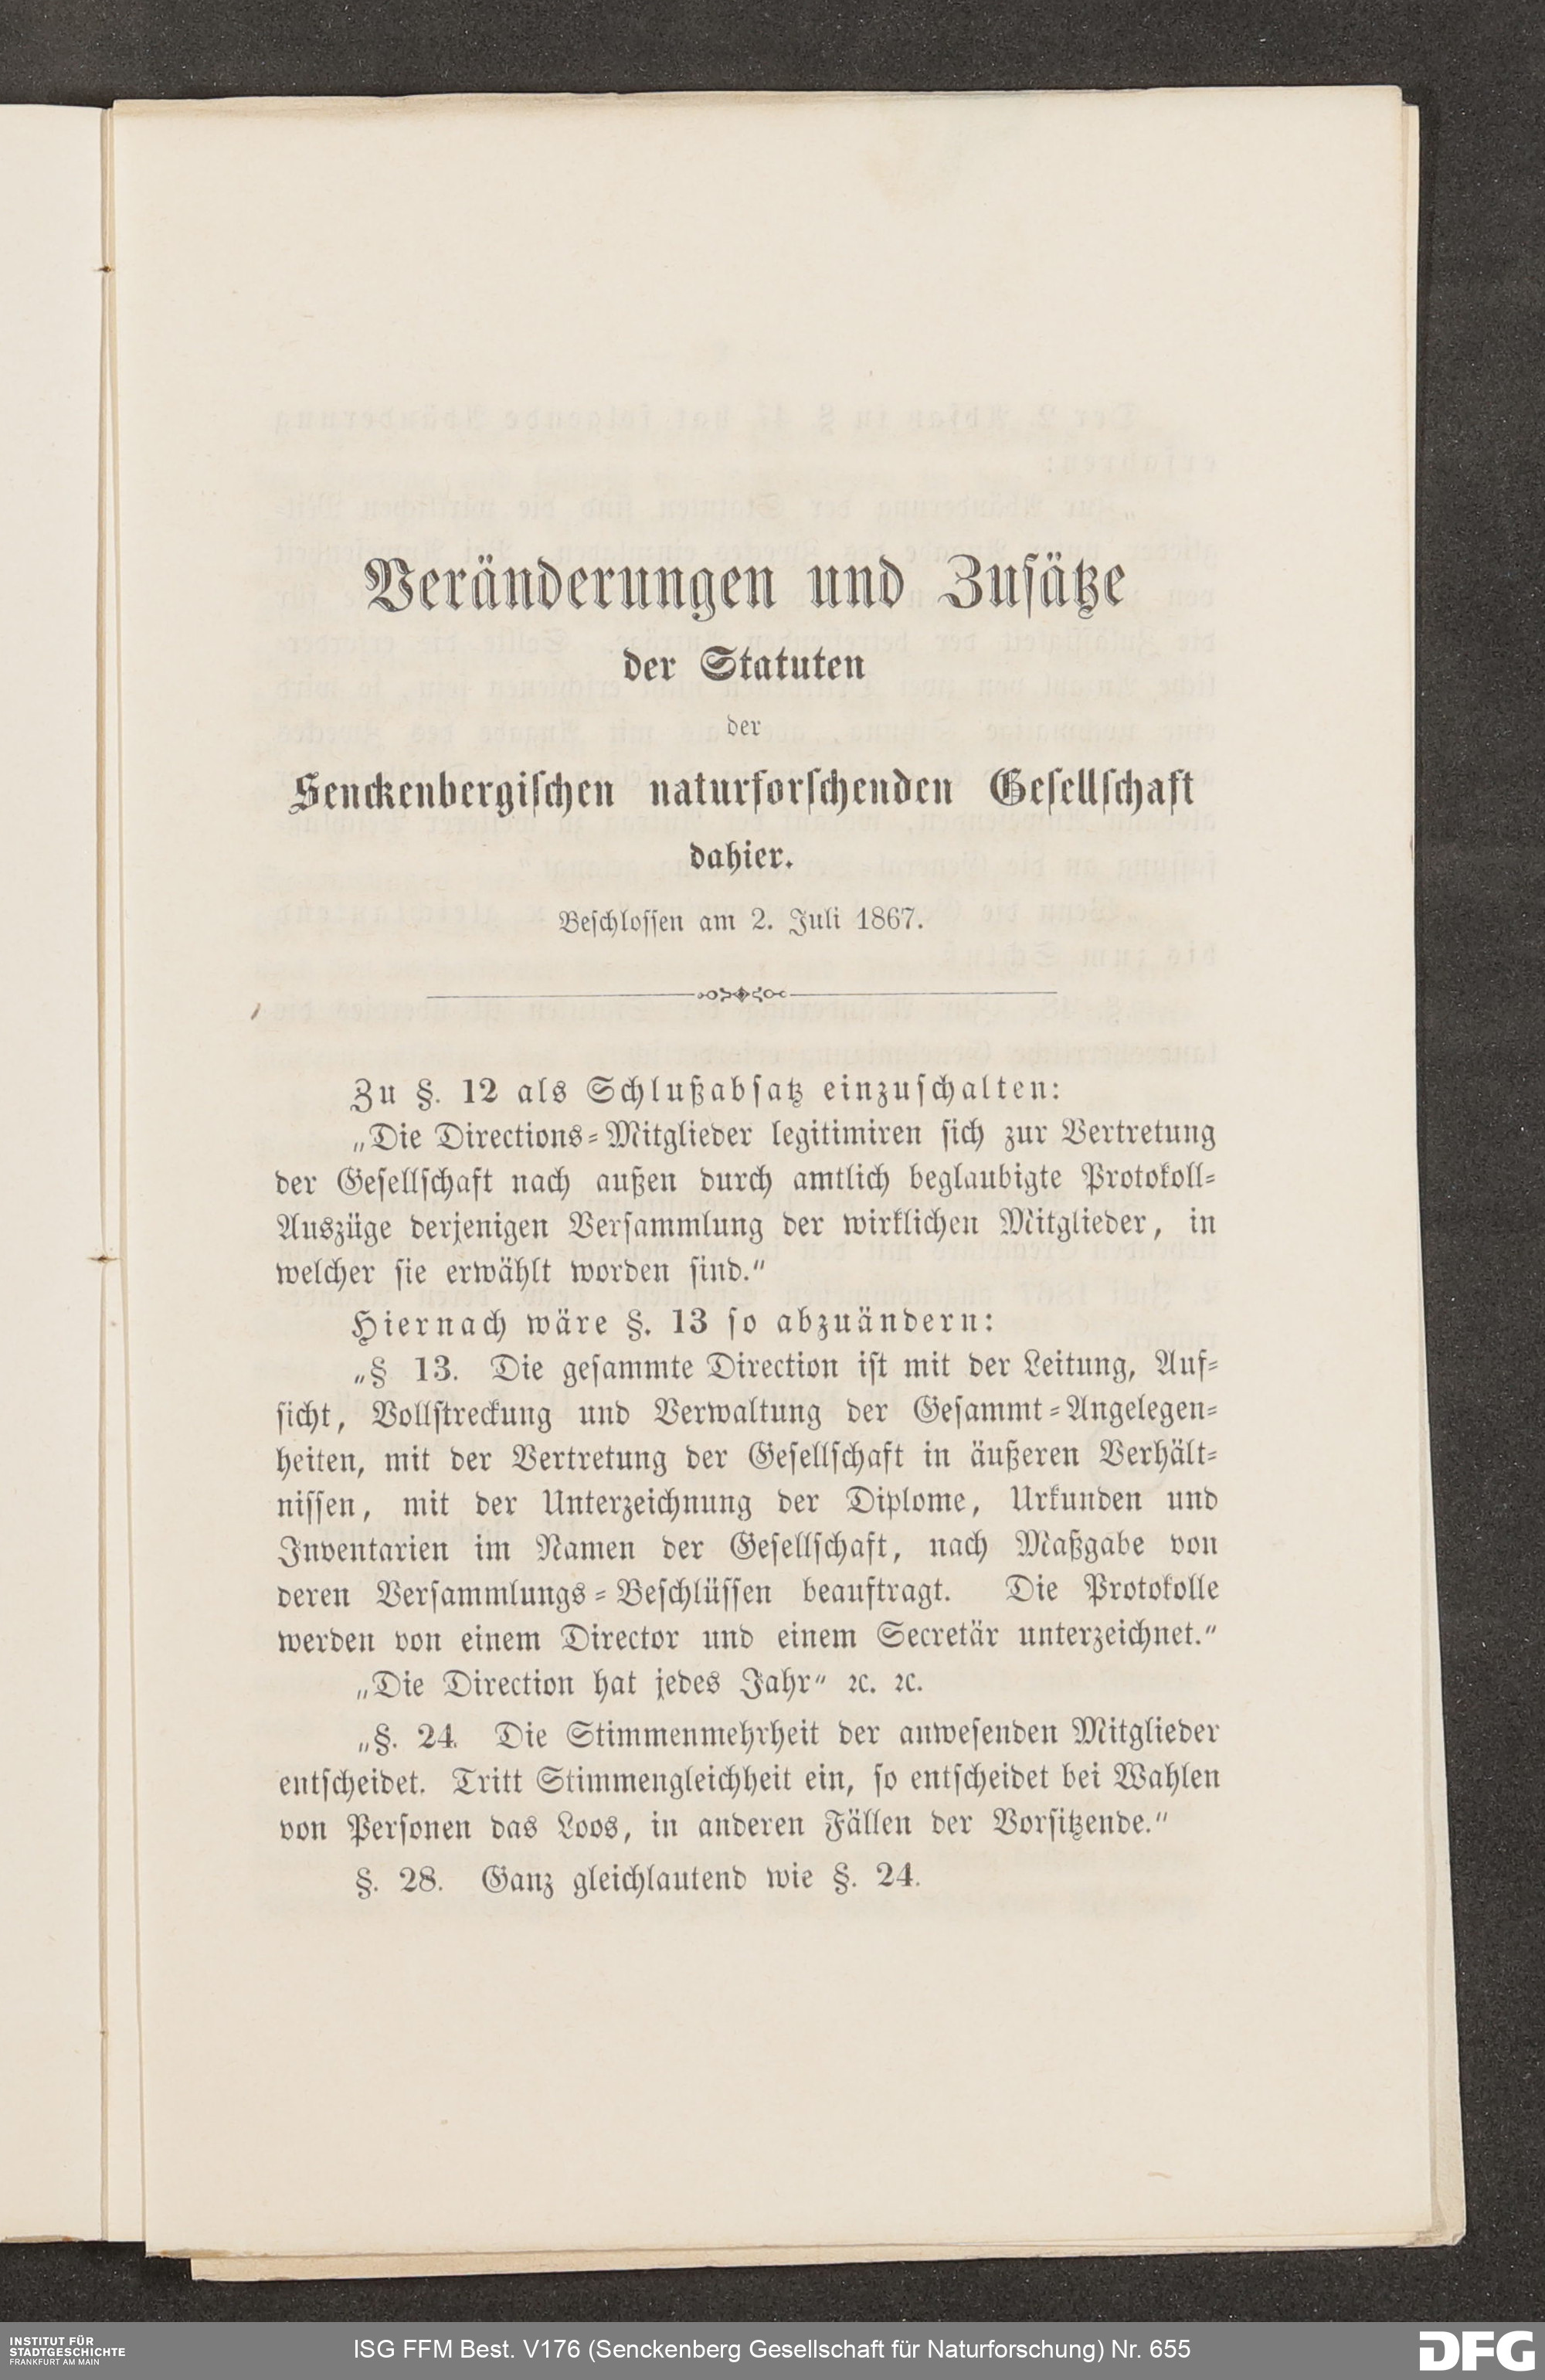 Veränderungen und Zusätze
der Statuten
der
Senckenbergischen naturforschenden Gesellschaft
dahier.
Beschlossen am 2. Juli 1867.
Zu §. 12 als Schlußabsatz einzuschalten:
„Die Directions=Mitglieder legitimiren sich zur Vertretung
der Gesellschaft nach außen durch amtlich beglaubigte Protokoll=
Auszüge derjenigen Versammlung der wirklichen Mitglieder, in
welcher sie erwählt worden sind.“
Hiernach wäre §. 13 so abzuändern:
„§ 13. Die gesammte Direction ist mit der Leitung, Auf=
sicht, Vollstreckung und Verwaltung der Gesammt=Angelegen=
heiten, mit der Vertretung der Gesellschaft in äußeren Verhält=
nissen, mit der Unterzeichnung der Diplome, Urkunden und
Inventarien im Namen der Gesellschaft, nach Maßgabe von
deren Versammlungs=Beschlüssen beauftragt. Die Protokolle
werden von einem Director und einem Secretär unterzeichnet.“
„Die Direction hat jedes Jahr“ ꝛc. ꝛc.
„§. 24. Die Stimmenmehrheit der anwesenden Mitglieder
entscheidet. Tritt Stimmengleichheit ein, so entscheidet bei Wahlen
von Personen das Loos, in anderen Fällen der Vorsitzende.“
§. 28. Ganz gleichlautend wie §. 24.
INSTITUT FÜR
STADTGESCHICHTE
FRANKFURT AM MAIN
ISG FFM Best. V176 (Senckenberg Gesellschaft für Naturforschung) Nr. 655
DFG